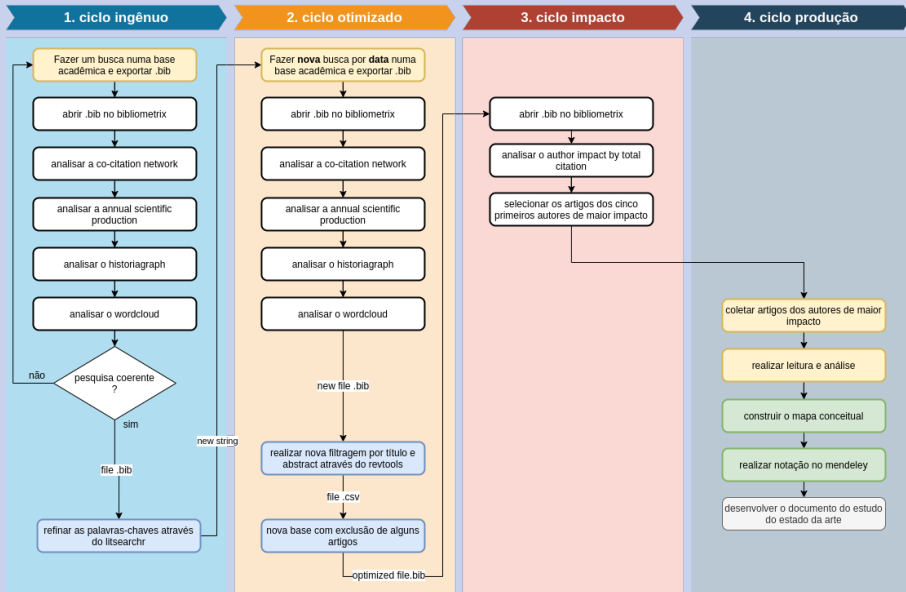 1. ciclo ingênuo
Fazer um busca numa base
acadêmica e exportar .bib
abrir .bib no bibliometrix
analisar a co-citation network
analisar a annual scientific
production
analisar o historiagraph
analisar o wordcloud
pesquisa coerente
?
não
sim
file .bib
refinar as palavras-chaves através
do litsearchr
new string
2. ciclo otimizado
Fazer nova busca por data numa
base acadêmica e exportar .bib
abrir .bib no bibliometrix
analisar a co-citation network
analisar a annual scientific
production
analisar o historiagraph
analisar o wordcloud
new file .bib
realizar nova filtragem por título e
abstract através do revtools
file .csv
nova base com exclusão de alguns
artigos
optimized file.bib
3. ciclo impacto
abrir .bib no bibliometrix
analisar o author impact by total
citation
selecionar os artigos dos cinco
primeiros autores de maior impacto
4. ciclo produção
coletar artigos dos autores de maior
impacto
realizar leitura e análise
construir o mapa conceitual
realizar notação no mendeley
desenvolver o documento do estudo
do estado da arte